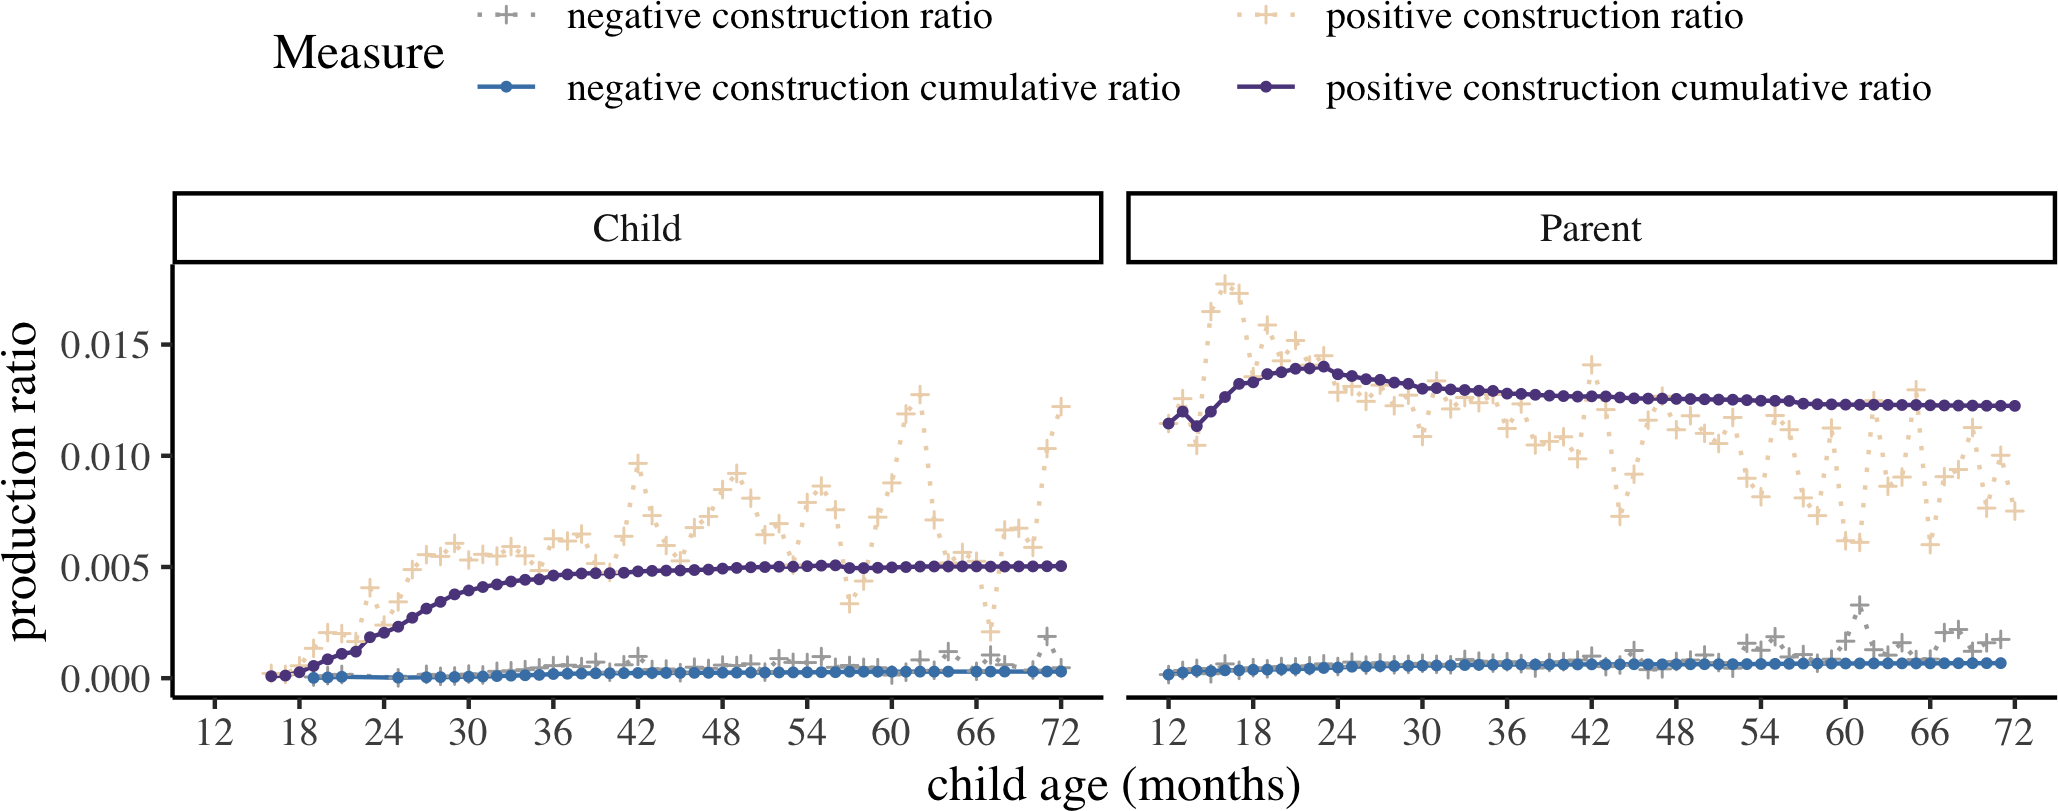 Measure
negative construction ratio
positive construction ratio
negative construction cumulative ratio
positive construction cumulative ratio
Child
Parent
production ratio
0.015
0.010
0.005
0.000
12 18 24 30 36 42 48 54 60 66 72
12 18 24 30 36 42 48 54 60 66 72
child age (months)